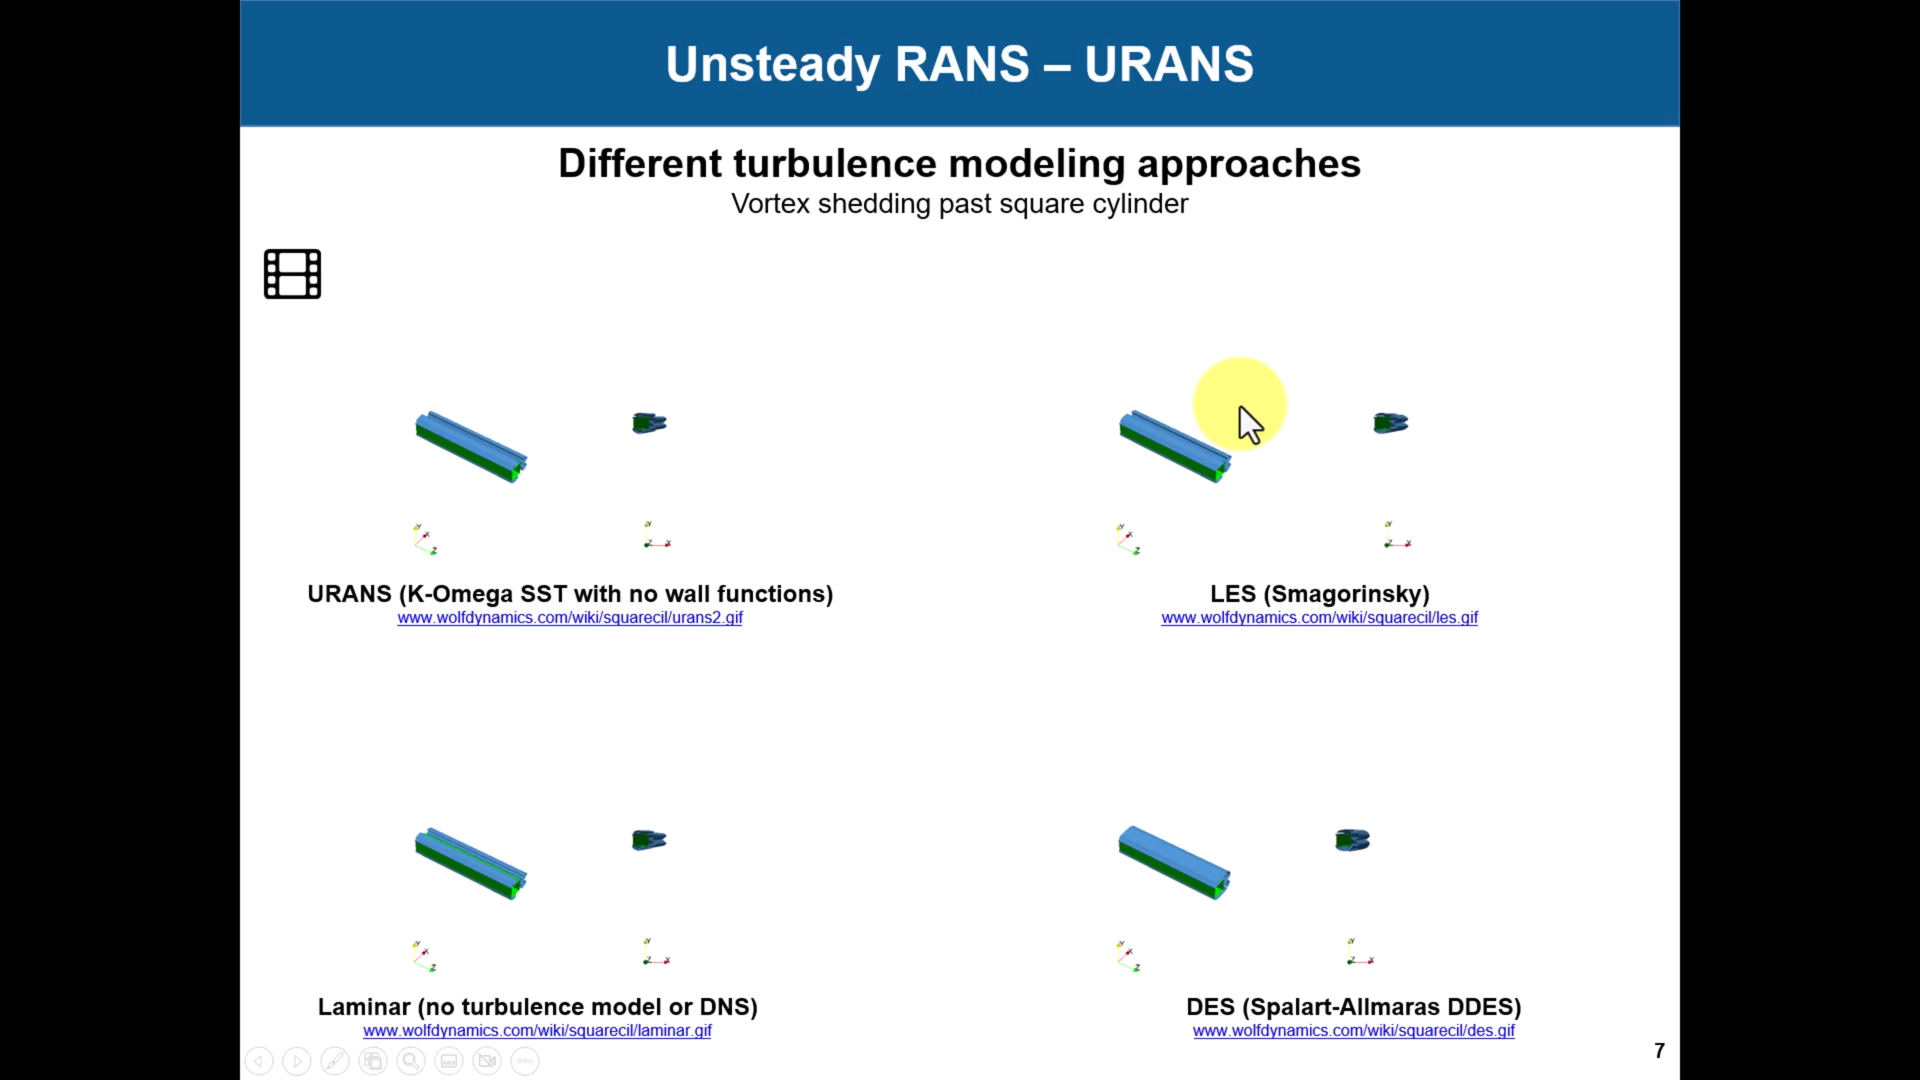 Unsteady RANS – URANS
Different turbulence modeling approaches
Vortex shedding past square cylinder
Y
X
Z
Y
Z
X
URANS (K-Omega SST with no wall functions)
www.wolfdynamics.com/wiki/squarecil/urans2.gif
Y
X
Z
Y
Z
X
LES (Smagorinsky)
www.wolfdynamics.com/wiki/squarecil/les.gif
Y
X
Z
Y
Z
X
Laminar (no turbulence model or DNS)
www.wolfdynamics.com/wiki/squarecil/laminar.gif
Y
X
Z
Y
Z
X
DES (Spalart-Allmaras DDES)
www.wolfdynamics.com/wiki/squarecil/des.gif
7